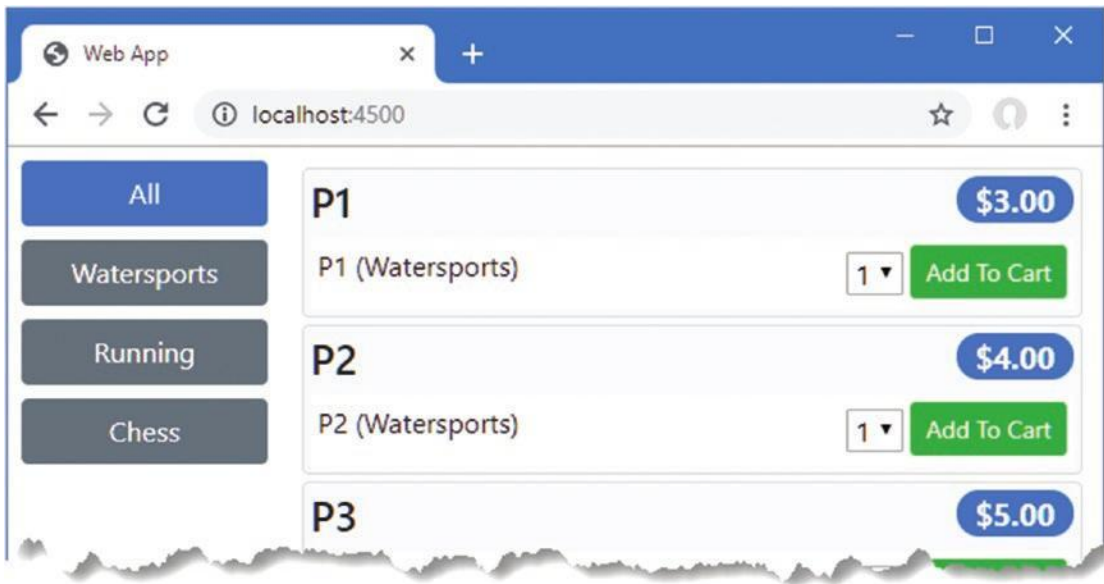 Web App
localhost:4500
All
Watersports
Running
Chess
P1
$3.00
P1 (Watersports)
1
Add To Cart
P2
$4.00
P2 (Watersports)
1
Add To Cart
P3
$5.00